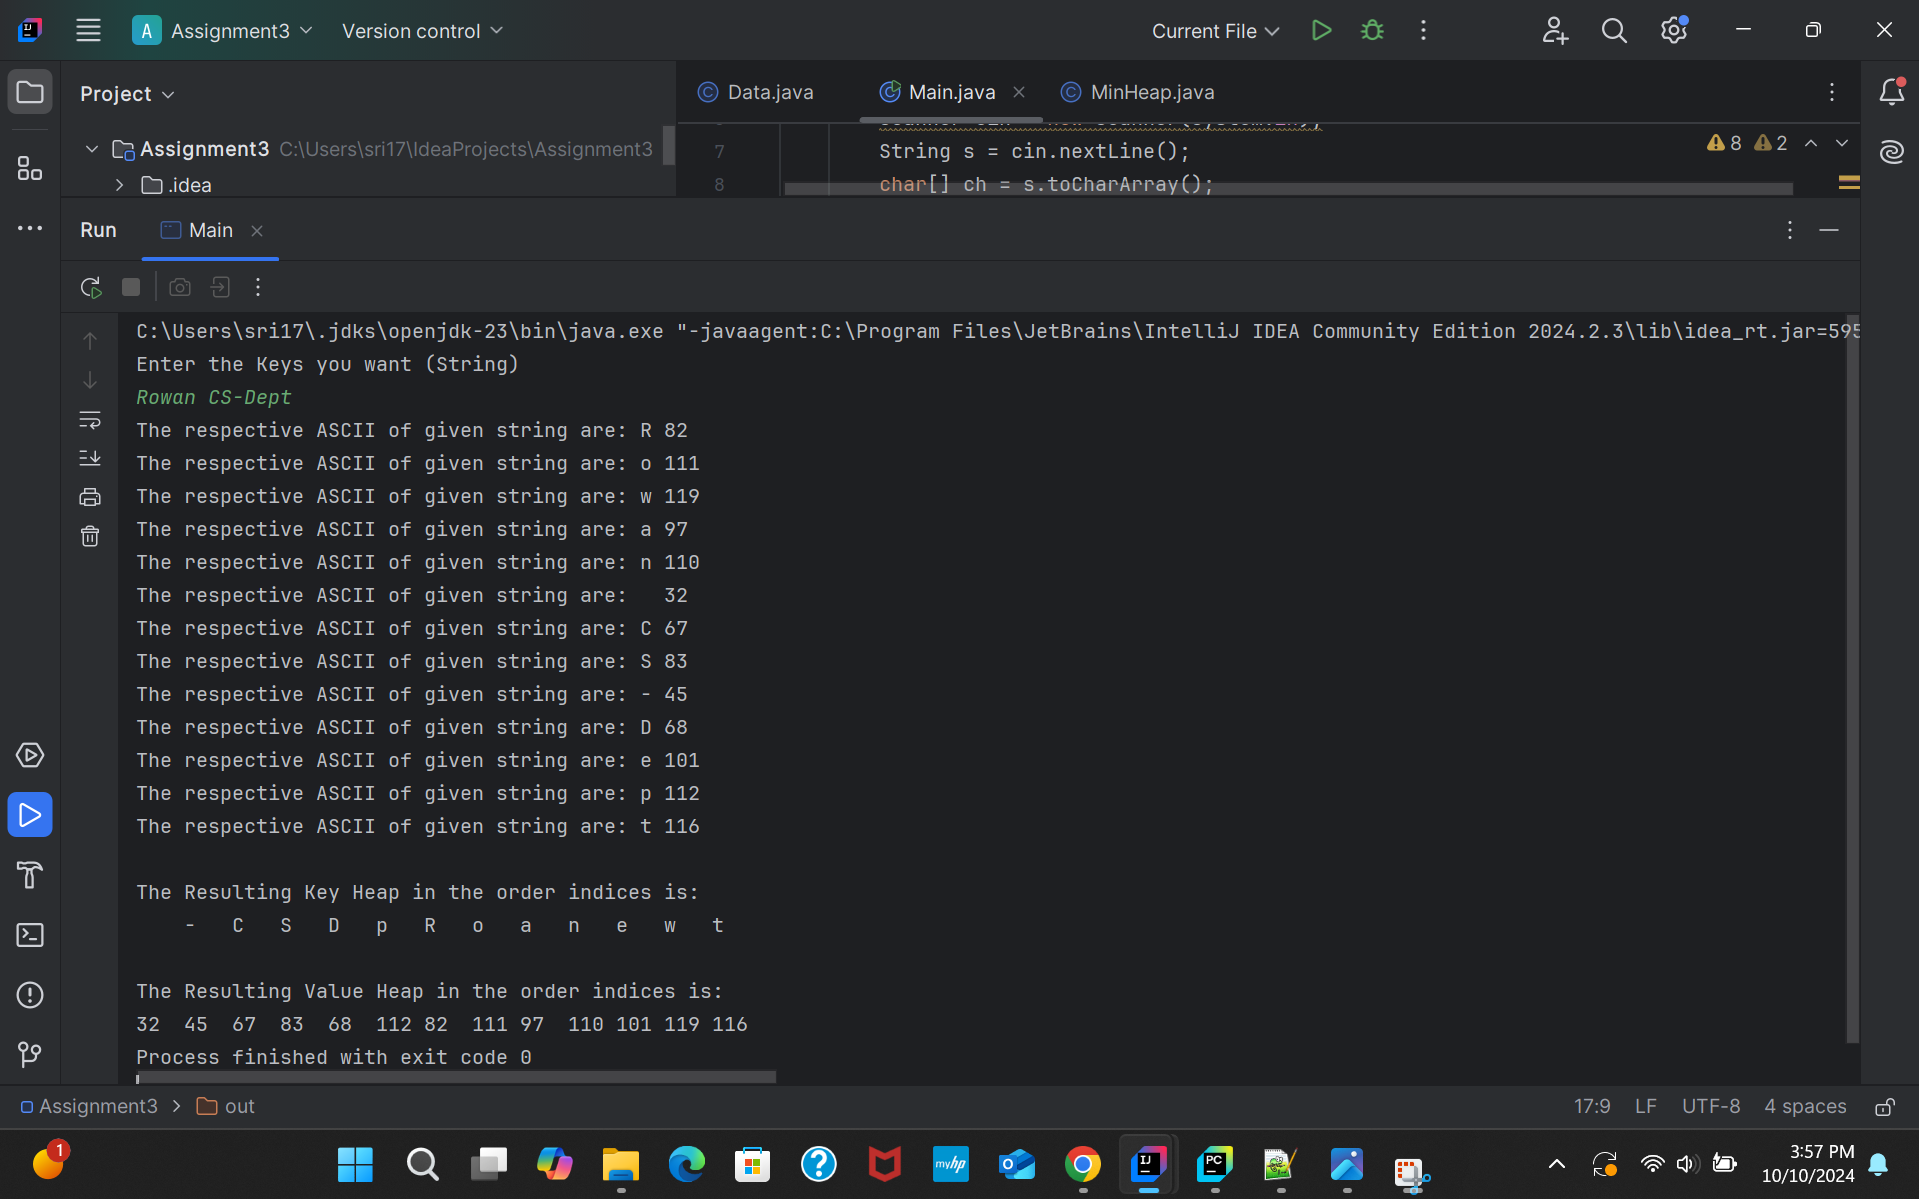 A Assignment3 Version control Current File
Project
Data.java Main.java MinHeap.java
Assignment3 C:\Users\sri17\IdeaProjects\Assignment3
.idea
7 String s = cin.nextLine();
8 char[] ch = s.toCharArray();
8 2
Run Main
C:\Users\sri17\.jdks\openjdk-23\bin\java.exe "-javaagent:C:\Program Files\JetBrains\IntelliJ IDEA Community Edition 2024.2.3\lib\idea_rt.jar=595
Enter the Keys you want (String)
Rowan CS-Dept
The respective ASCII of given string are: R 82
The respective ASCII of given string are: o 111
The respective ASCII of given string are: w 119
The respective ASCII of given string are: a 97
The respective ASCII of given string are: n 110
The respective ASCII of given string are:   32
The respective ASCII of given string are: C 67
The respective ASCII of given string are: S 83
The respective ASCII of given string are: - 45
The respective ASCII of given string are: D 68
The respective ASCII of given string are: e 101
The respective ASCII of given string are: p 112
The respective ASCII of given string are: t 116
The Resulting Key Heap in the order indices is:
    -   C   S   D   p   R   o   a   n   e   w   t
The Resulting Value Heap in the order indices is:
32  45  67  83  68  112 82  111 97  110 101 119 116
Process finished with exit code 0
Assignment3 > out
17:9 LF UTF-8 4 spaces
1
myhp
IJ
PC
3:57 PM
10/10/2024